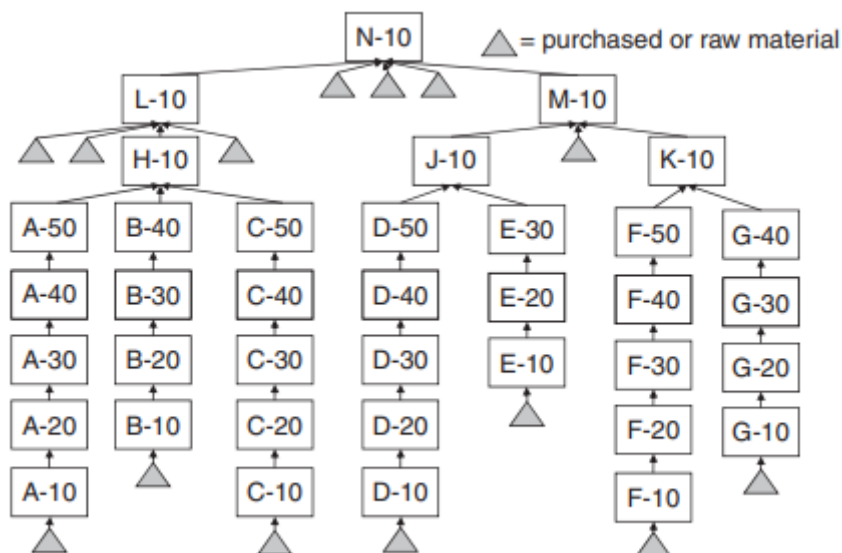 N-10
= purchased or raw material
L-10
M-10
H-10
J-10
K-10
A-50 B-40 C-50 D-50 E-30 F-50 G-40
A-40 B-30 C-40 D-40 E-20 F-40 G-30
A-30 B-20 C-30 D-30 E-10 F-30 G-20
A-20 B-10 C-20 D-20 F-20 G-10
A-10 C-10 D-10 F-10